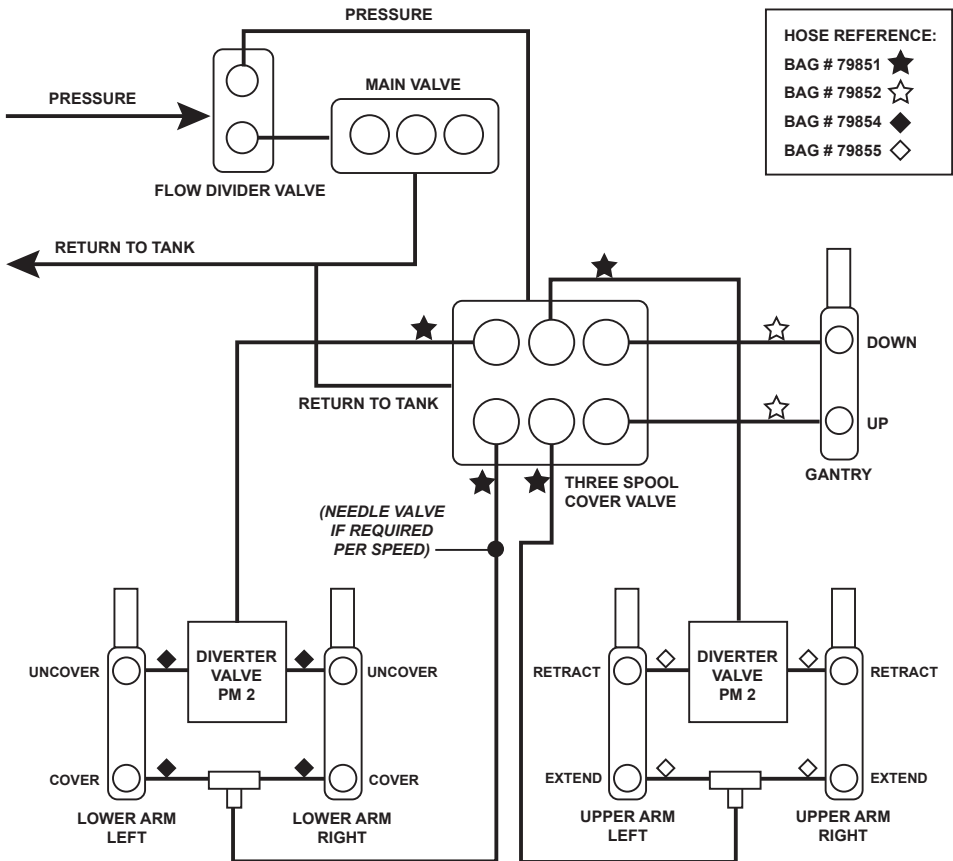 PRESSURE
HOSE REFERENCE:
BAG # 79851
BAG # 79852
BAG # 79854
BAG # 79855
MAIN VALVE
PRESSURE
FLOW DIVIDER VALVE
RETURN TO TANK
DOWN
RETURN TO TANK
UP
GANTRY
THREE SPOOL
COVER VALVE
(NEEDLE VALVE
IF REQUIRED
PER SPEED)
UNCOVER
DIVERTER
VALVE
PM 2
UNCOVER
COVER
COVER
LOWER ARM
LEFT
LOWER ARM
RIGHT
RETRACT
DIVERTER
VALVE
PM 2
RETRACT
EXTEND
EXTEND
UPPER ARM
LEFT
UPPER ARM
RIGHT